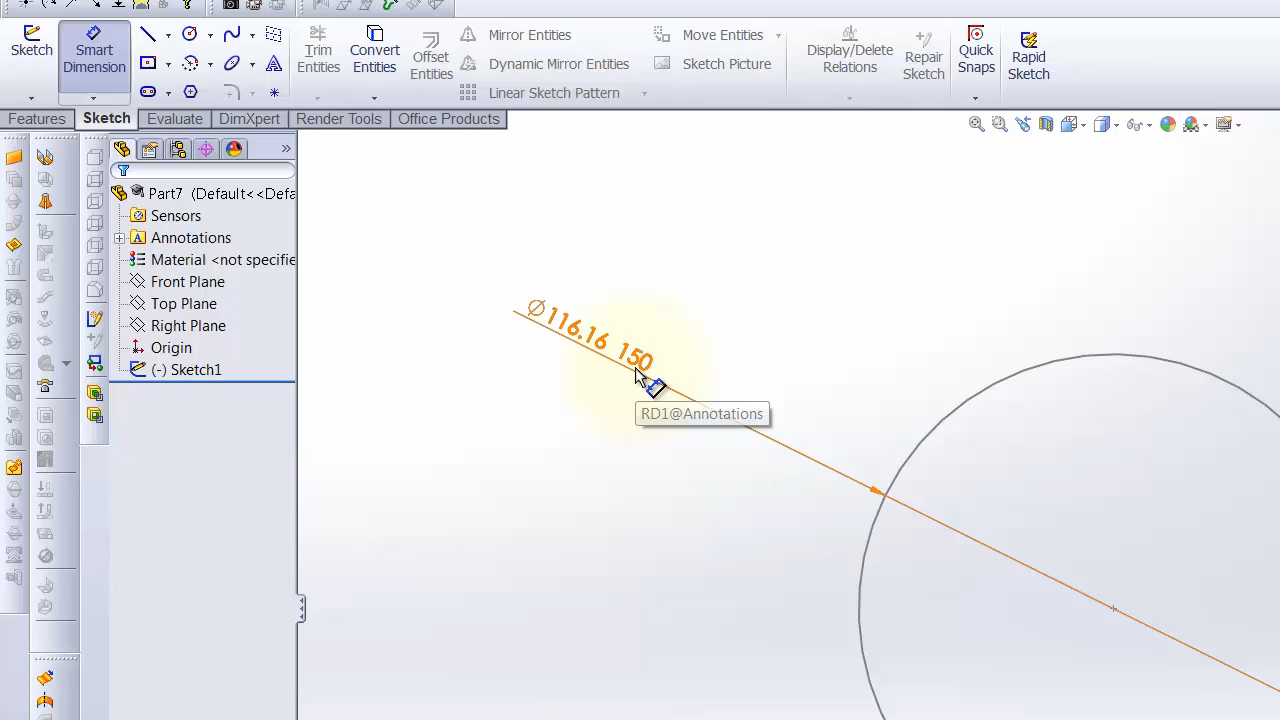 Sketch
Smart
Dimension
Trim
Entities
Convert
Entities
Offset
Entities
Mirror Entities
Dynamic Mirror Entities
Linear Sketch Pattern
Move Entities
Sketch Picture
Display/Delete
Relations
Repair
Sketch
Quick
Snaps
Rapid
Sketch
Features
Sketch
Evaluate
DimXpert
Render Tools
Office Products
Part7 (Default<<Defa
Sensors
Annotations
Material <not specifie
Front Plane
Top Plane
Right Plane
Origin
(-) Sketch1
∅116.16 150
RD1@Annotations